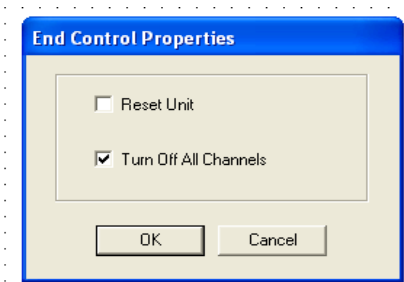 End Control Properties
Reset Unit
Turn Off All Channels
OK Cancel